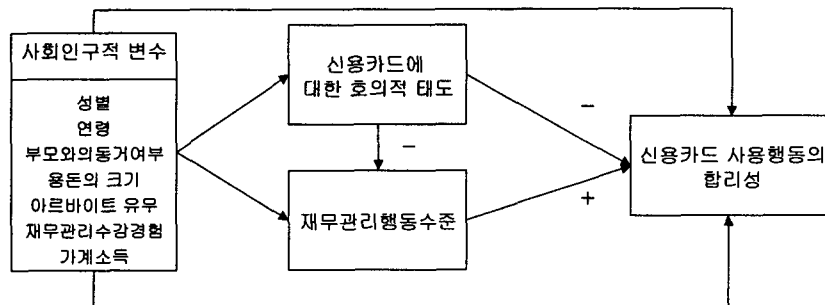 사회인구적 변수
성별
연령
부모와의동거여부
용돈의 크기
아르바이트 유무
재무관리수강경험
가계소득
신용카드에
대한 호의적 태도
−
재무관리행동수준
−
+
신용카드 사용행동의
합리성